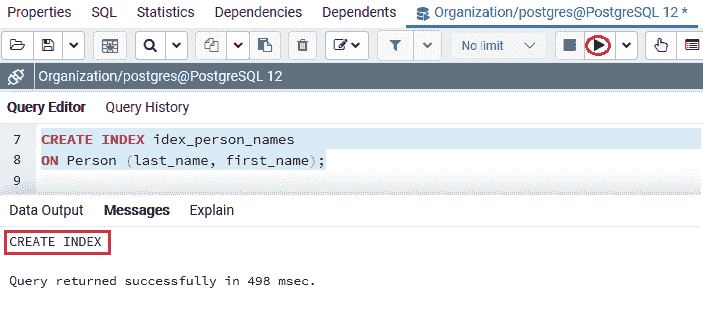 Properties SQL Statistics Dependencies Dependents Organization/postgres@PostgreSQL 12 *
No limit
Organization/postgres@PostgreSQL 12
Query Editor Query History
7 CREATE INDEX idex_person_names
8 ON Person (last_name, first_name);
9
Data Output Messages Explain
CREATE INDEX
Query returned successfully in 498 msec.